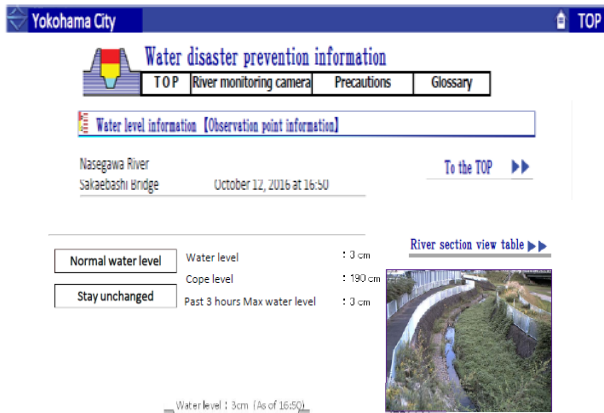 Yokohama City
TOP
Water disaster prevention information
TOP River monitoring camera Precautions Glossary
Water level information 【Observation point information】
Nasegawa River
To the TOP
Sakaebashi Bridge October 12, 2016 at 16:50
River section view table
Normal water level
Water level : 3 cm
Cope level : 190 cm
Stay unchanged
Past 3 hours Max water level : 3 cm
Water level : 3cm (As of 16:50)